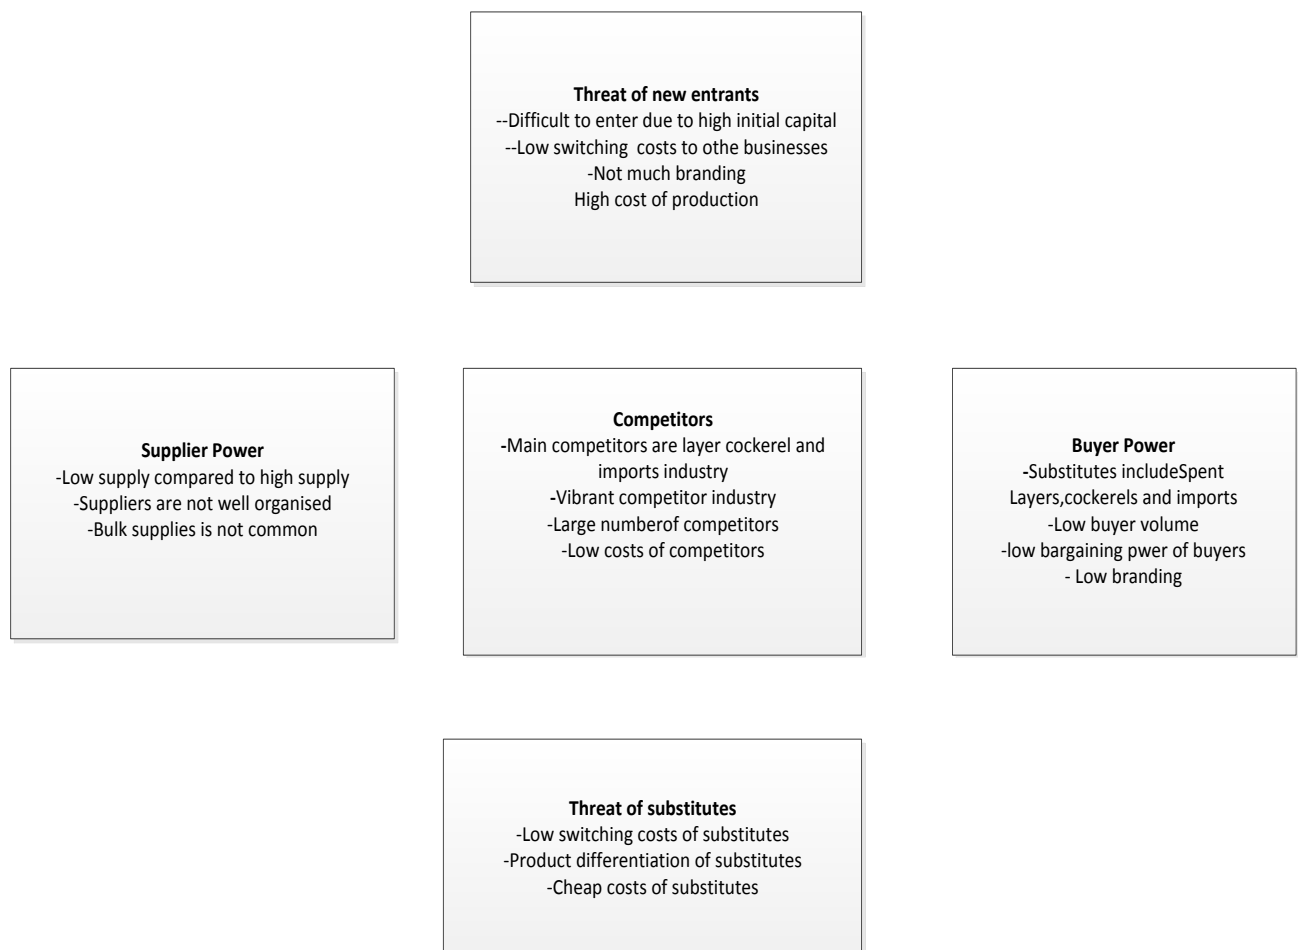 Threat of new entrants
--Difficult to enter due to high initial capital
--Low switching  costs to othe businesses
-Not much branding
High cost of production
Supplier Power
-Low supply compared to high supply
-Suppliers are not well organised
-Bulk supplies is not common
Competitors
-Main competitors are layer cockerel and
imports industry
-Vibrant competitor industry
-Large numberof competitors
-Low costs of competitors
Buyer Power
-Substitutes includeSpent
Layers,cockerels and imports
-Low buyer volume
-low bargaining pwer of buyers
- Low branding
Threat of substitutes
-Low switching costs of substitutes
-Product differentiation of substitutes
-Cheap costs of substitutes